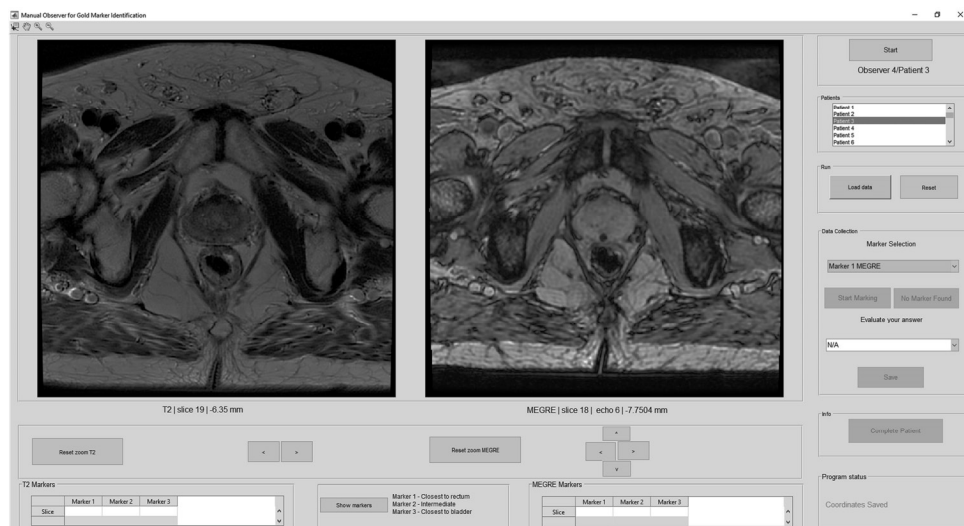 Manual Observer for Gold Marker Identification
Start
Observer 4/Patient 3
Patients
Patient 1
Patient 2
Patient 3
Patient 4
Patient 5
Patient 6
Run
Load data
Reset
Data Collection
Marker Selection
Marker 1 MEGRE
Start Marking
No Marker Found
Evaluate your answer
N/A
Save
T2 | slice 19 | -6.35 mm
MEGRE | slice 18 | echo 6 | -7.7504 mm
Info
Complete Patient
Reset zoom T2
<
>
Reset zoom MEGRE
^
<
>
v
T2 Markers
Marker 1 Marker 2 Marker 3
Slice
Show markers
Marker 1 - Closest to rectum
Marker 2 - Intermediate
Marker 3 - Closest to bladder
MEGRE Markers
Marker 1 Marker 2 Marker 3
Slice
Program status
Coordinates Saved